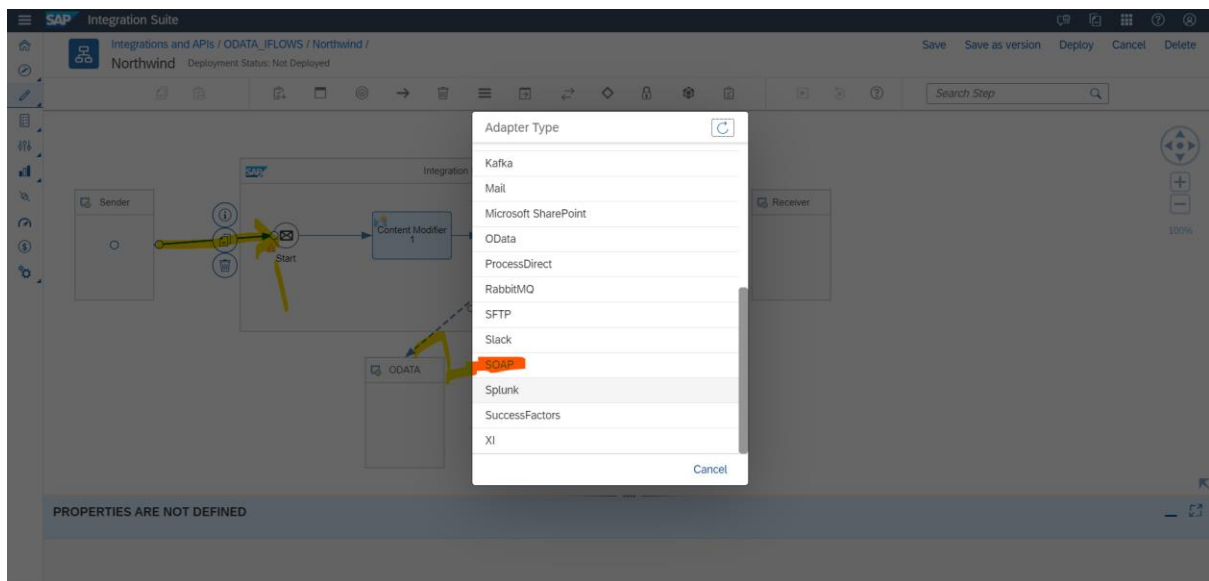 SAP Integration Suite
Integrations and APIs / ODATA_IFLOWS / Northwind /
Northwind Deployment Status: Not Deployed
Save Save as version Deploy Cancel Delete
Search Step
Adapter Type
Kafka
Mail
Microsoft SharePoint
OData
ProcessDirect
RabbitMQ
SFTP
Slack
SOAP
Splunk
SuccessFactors
XI
Cancel
SAP
Integration
Sender
Start
Content Modifier
1
Receiver
ODATA
100%
PROPERTIES ARE NOT DEFINED